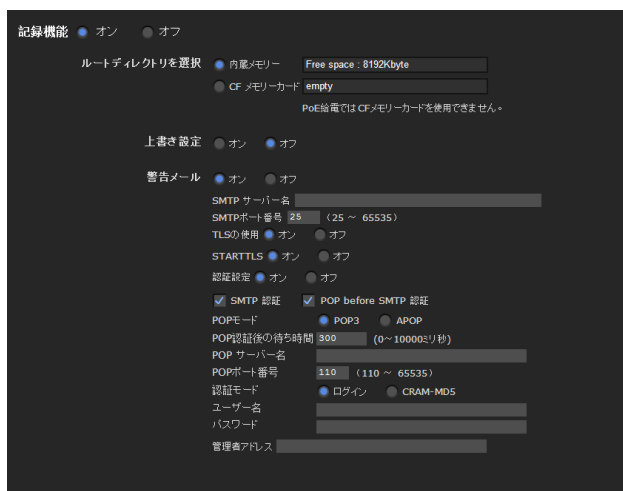 記録機能 オン オフ
ルートディレクトリを選択 内蔵メモリー Free space : 8192Kbyte
CF メモリーカード empty
PoE給電ではCFメモリーカードを使用できません。
上書き設定 オン オフ
警告メール オン オフ
SMTP サーバー名
SMTPポート番号 25 (25 ～ 65535)
TLSの使用 オン オフ
STARTTLS オン オフ
認証設定 オン オフ
SMTP 認証 POP before SMTP 認証
POPモード POP3 APOP
POP認証後の待ち時間 300 (0～10000ミリ秒)
POP サーバー名
POPポート番号 110 (110 ～ 65535)
認証モード ログイン CRAM-MD5
ユーザー名
パスワード
管理者アドレス